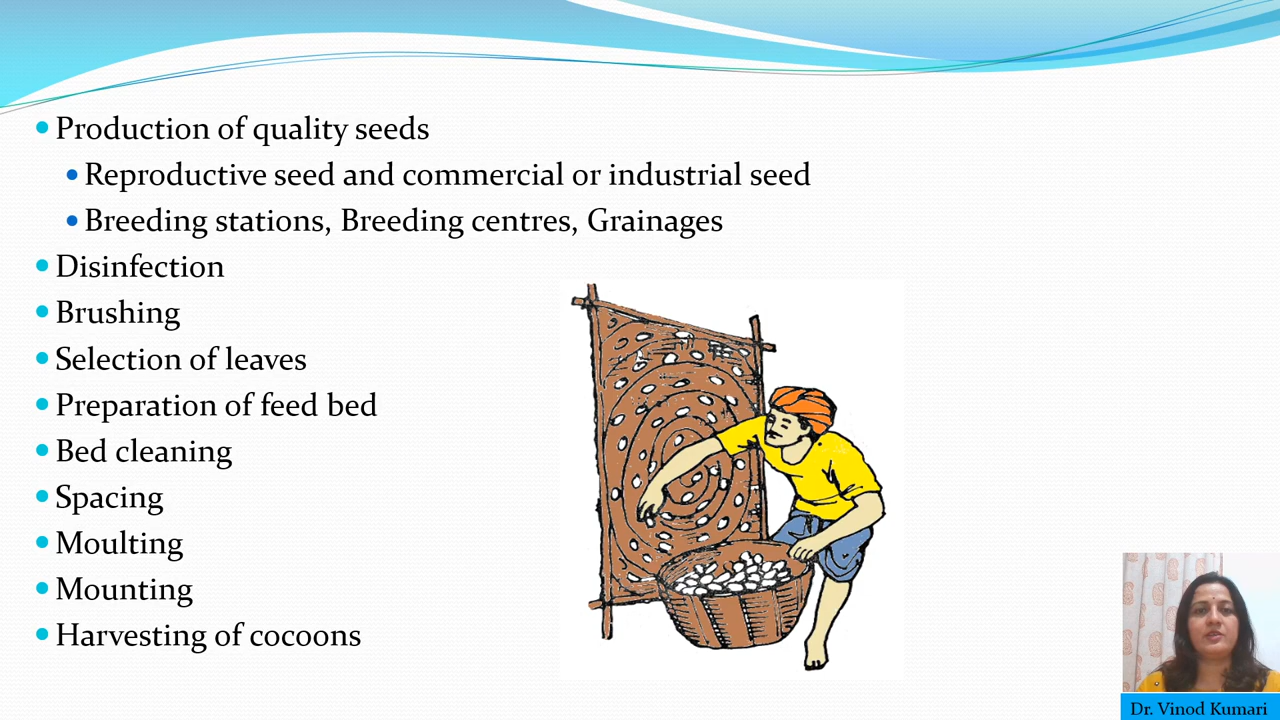 Production of quality seeds
Reproductive seed and commercial or industrial seed
Breeding stations, Breeding centres, Grainages
Disinfection
Brushing
Selection of leaves
Preparation of feed bed
Bed cleaning
Spacing
Moulting
Mounting
Harvesting of cocoons
Dr. Vinod Kumari